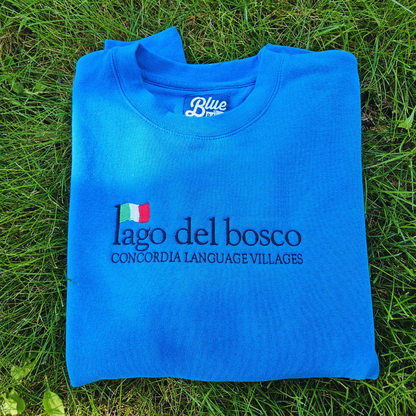 Blue
lago del bosco
CONCORDIA LANGUAGE VILLAGES